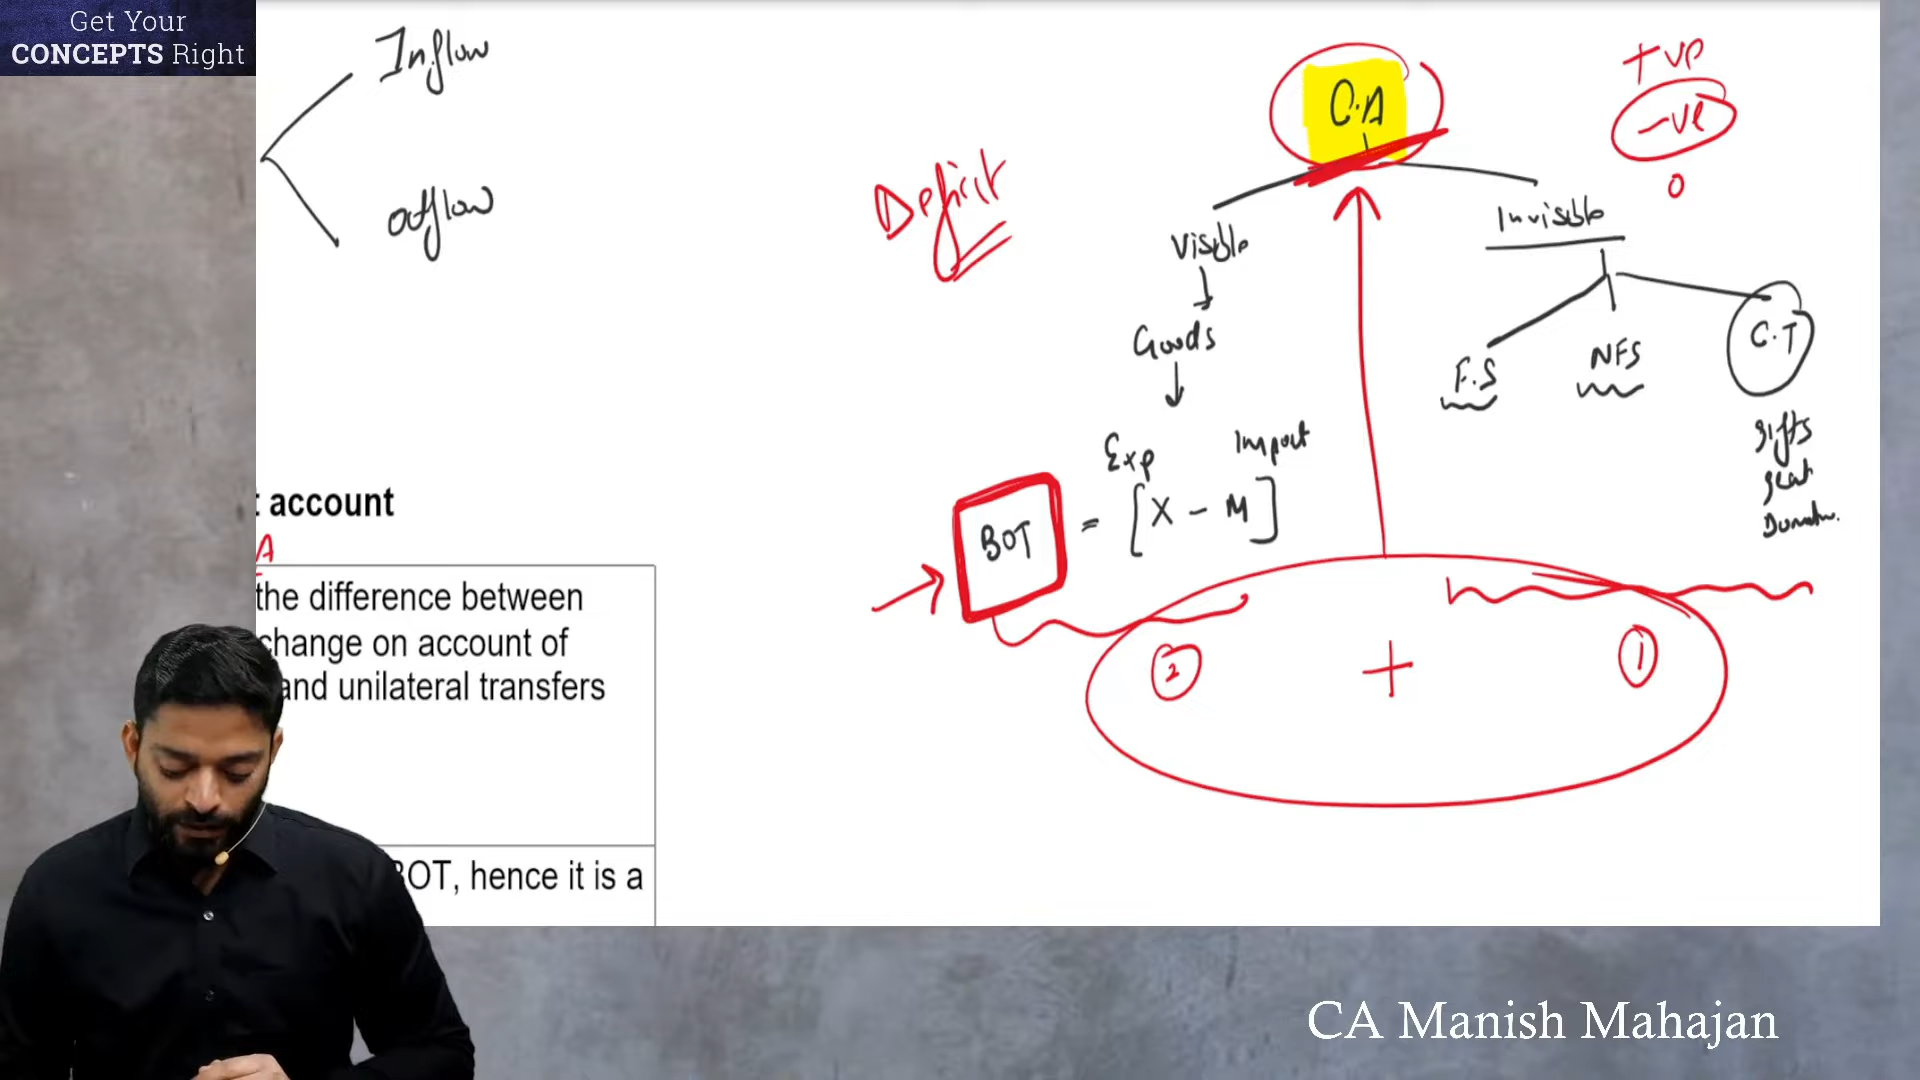 Get Your
CONCEPTS Right
Inflow
outflow
Deficit
C.A
+ve
-ve
0
Visible
Invisible
Goods
F.S
NFS
C.T
gifts
Exp
Import
BOT = [X - M]
2
+
1
account
A
the difference between
change on account of
and unilateral transfers
BOT, hence it is a
CA Manish Mahajan